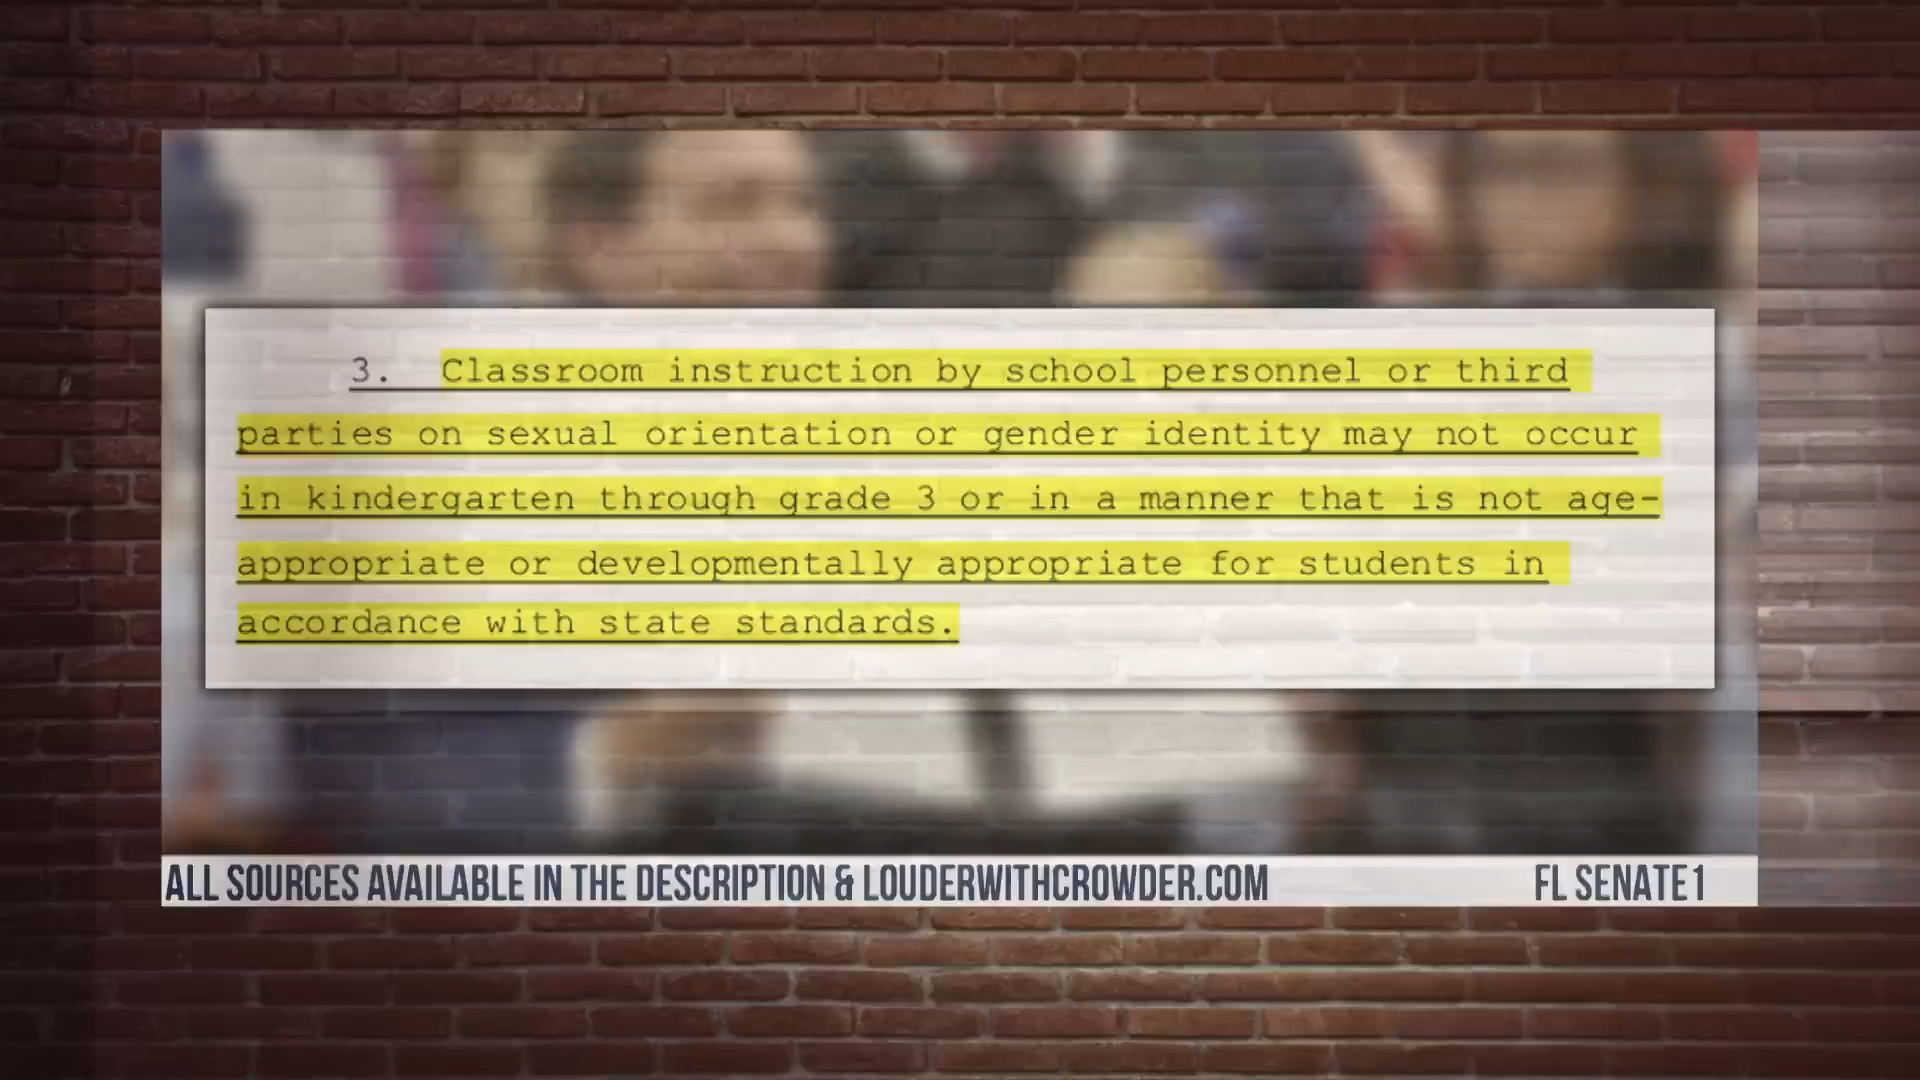 3. Classroom instruction by school personnel or third
parties on sexual orientation or gender identity may not occur
in kindergarten through grade 3 or in a manner that is not age-
appropriate or developmentally appropriate for students in
accordance with state standards.
ALL SOURCES AVAILABLE IN THE DESCRIPTION & LOUDERWITHCROWDER.COM
FL SENATE1